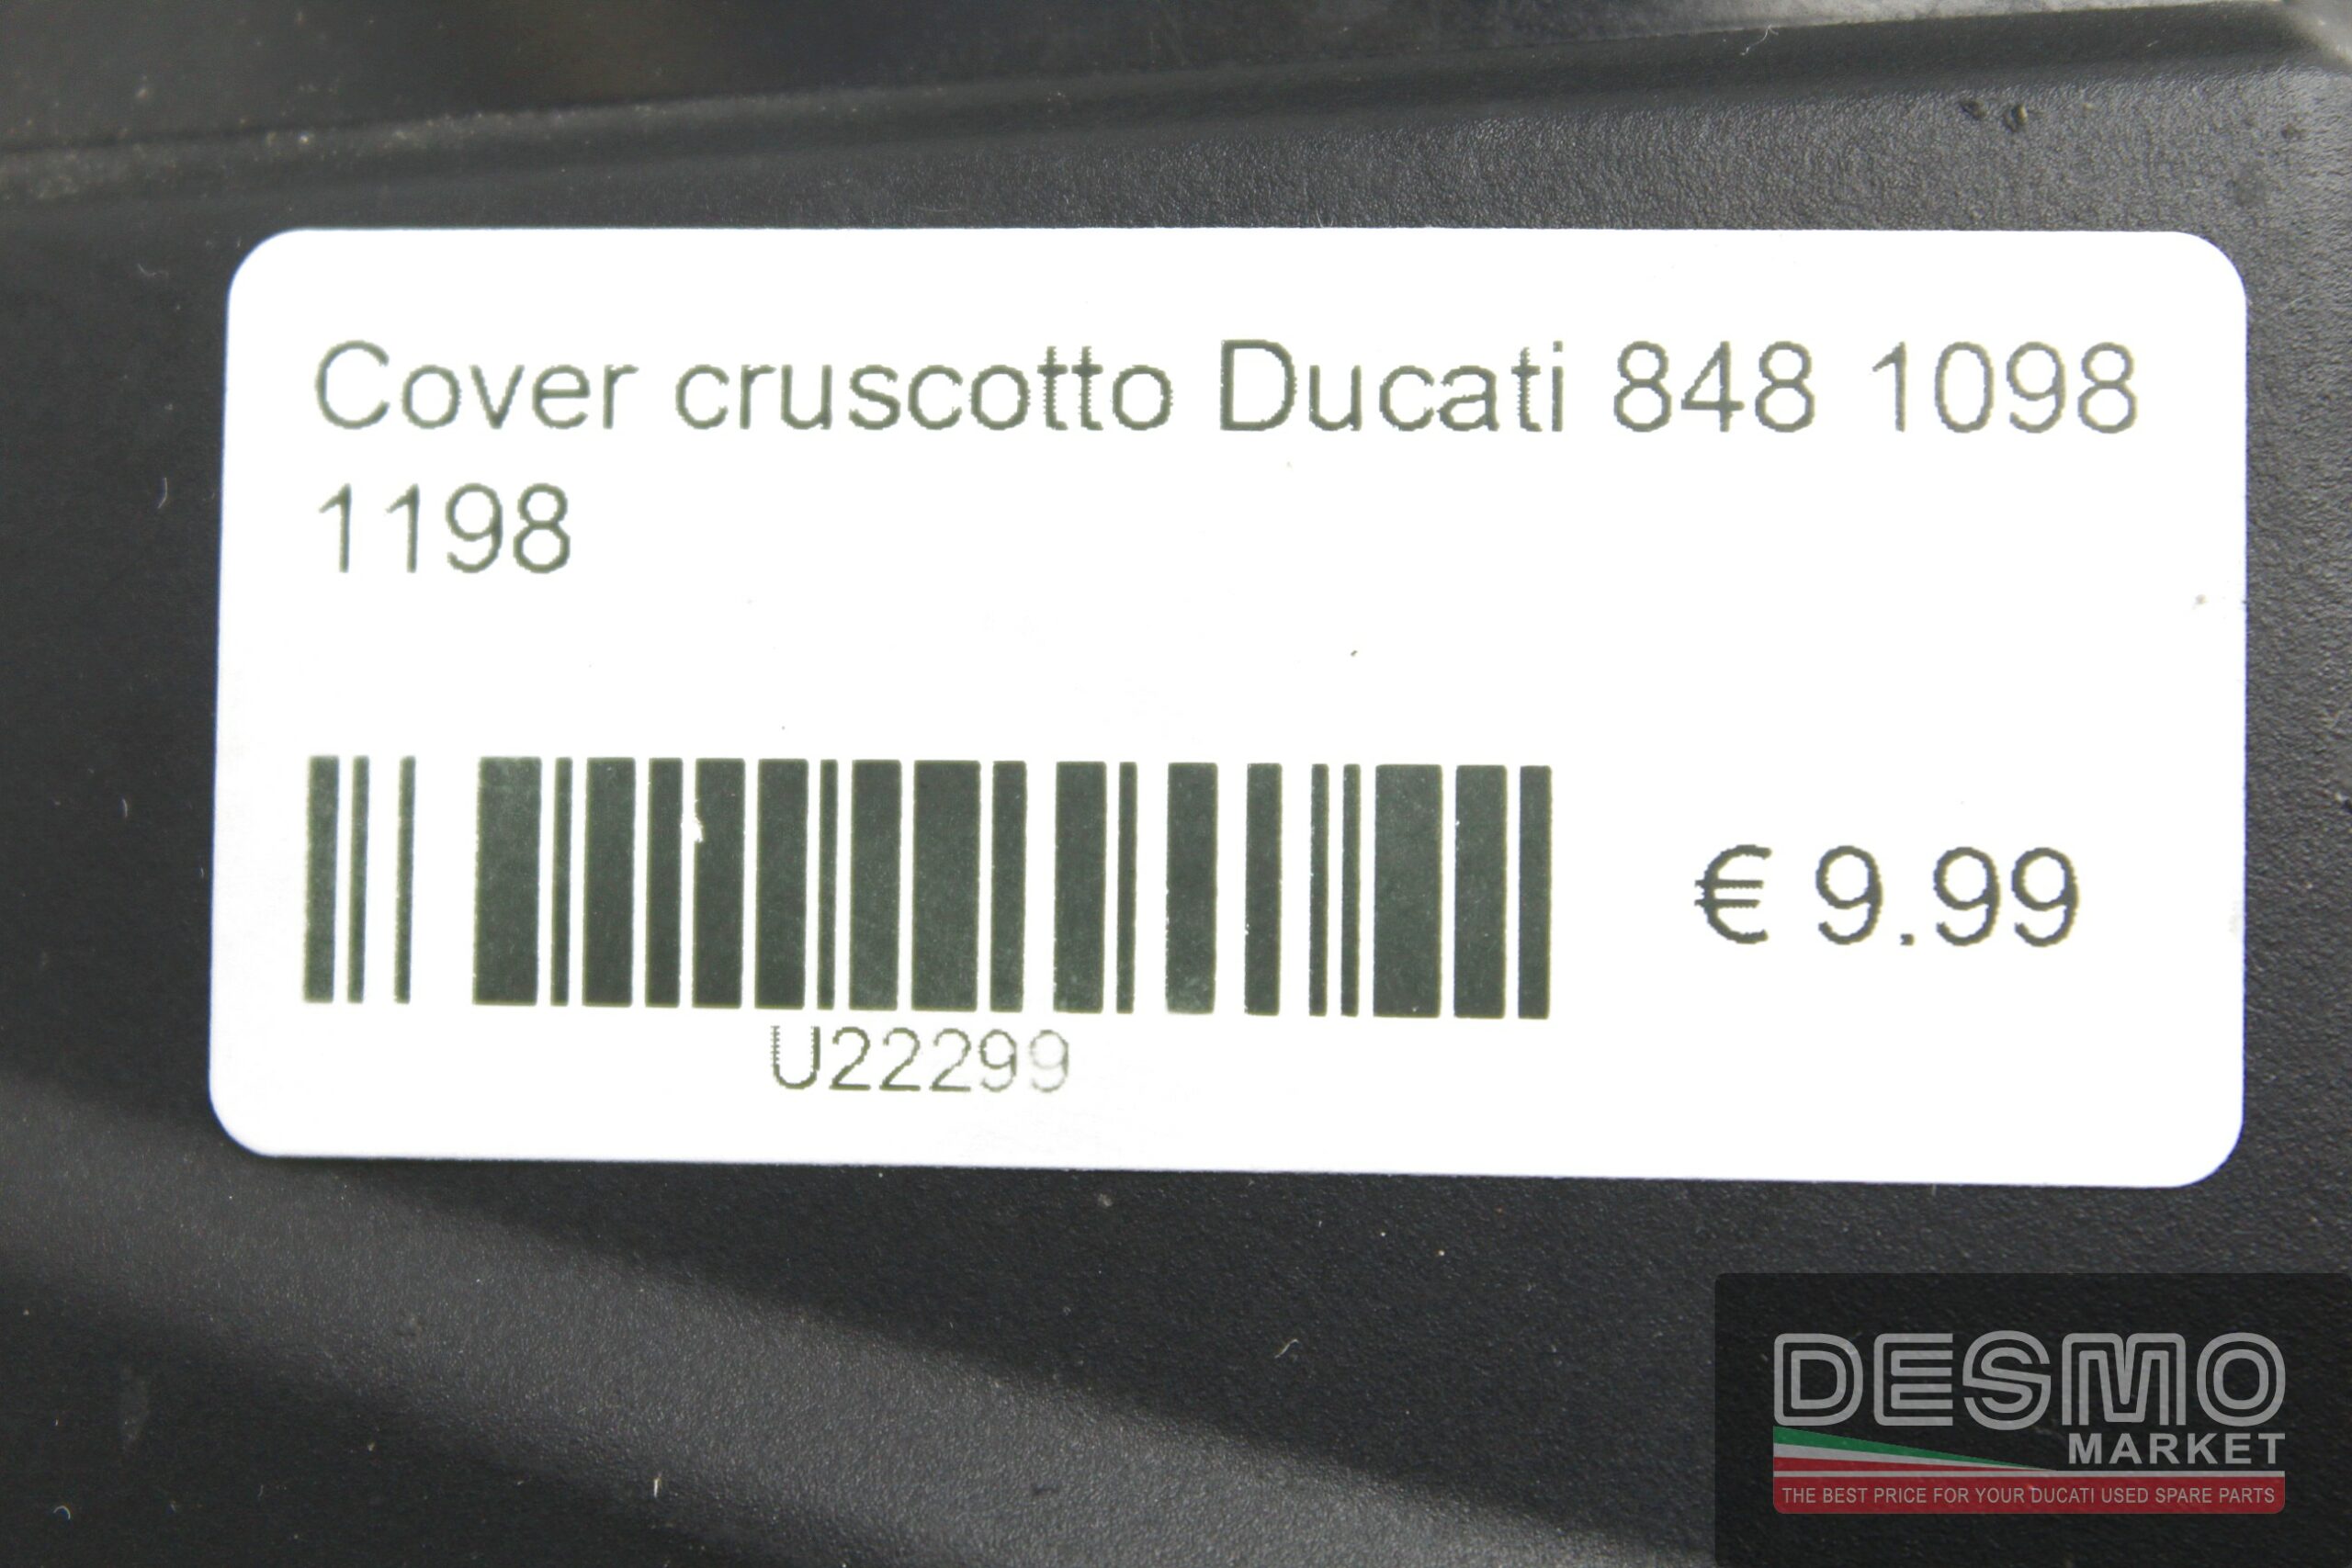 Cover cruscotto Ducati 848 1098
1198
€ 9.99
U22299
DESMO
MARKET
THE BEST PRICE FOR YOUR DUCATI USED SPARE PARTS